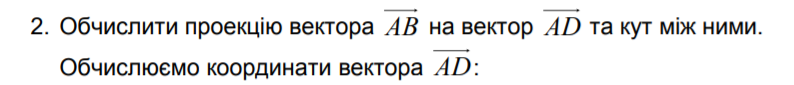 2. Обчислити проекцію вектора $\overrightarrow{AB}$ на вектор $\overrightarrow{AD}$ та кут між ними.
Обчислюємо координати вектора $\overrightarrow{AD}$: